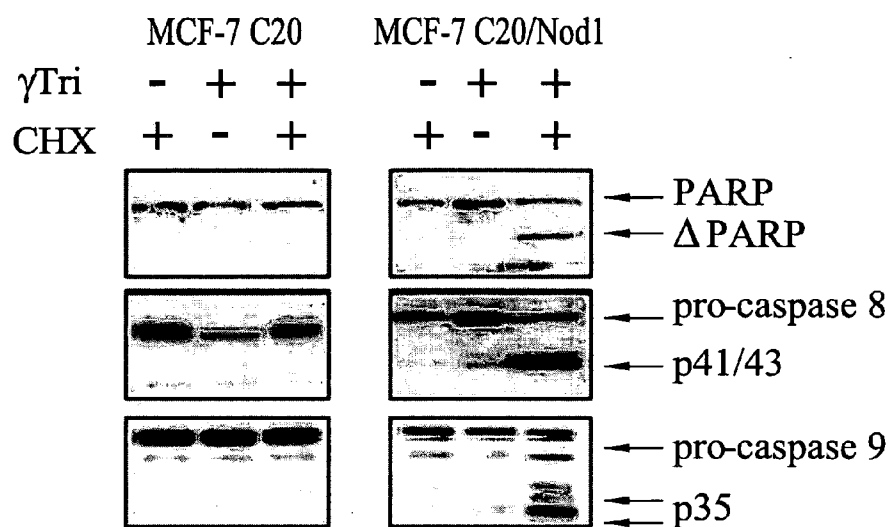 MCF-7 C20 MCF-7 C20/Nod1
γTri - + + - + +
CHX + - + + - +
PARP
Δ PARP
pro-caspase 8
p41/43
pro-caspase 9
p35